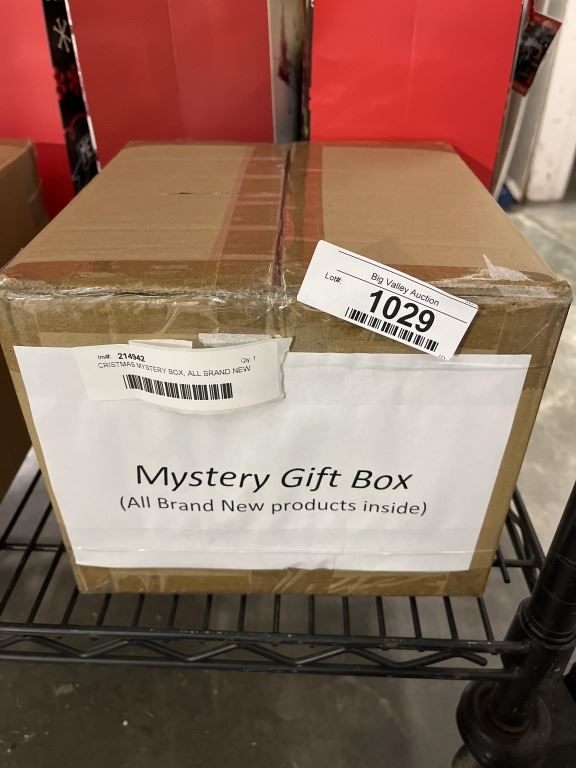 Big Valley Auction
Lot#:
1029
Itm#: 214942 Qty: 1
CRISTMAS MYSTERY BOX, ALL BRAND NEW
Mystery Gift Box
(All Brand New products inside)